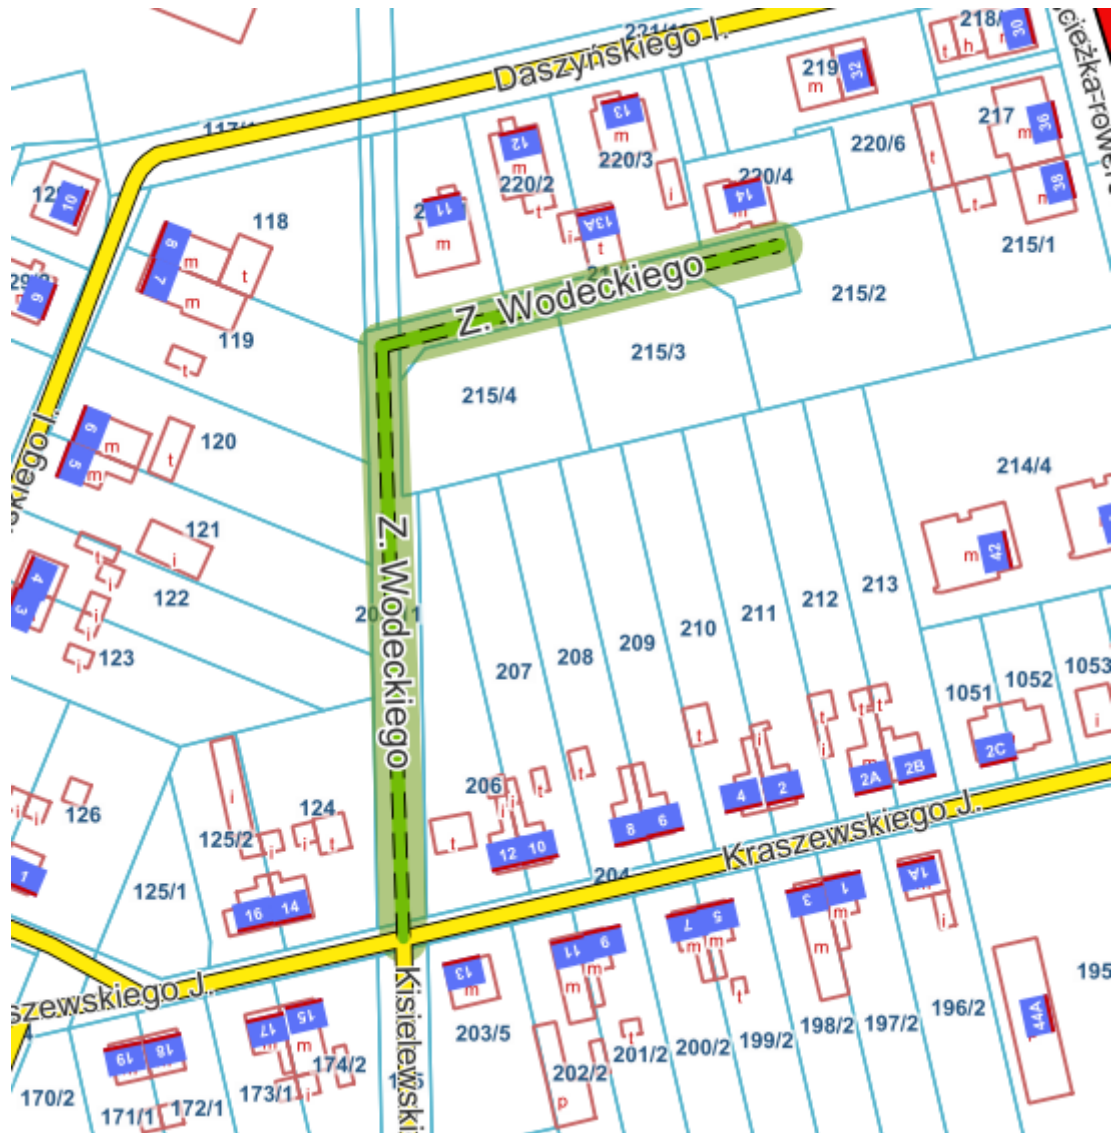 218/
30
h
t
219
32
m
Daszyńskiego I.
217
36
m
13
m
12
m
220/3
220/6
t
220/2
220/4
14
38
10
118
11
m
i
t
13A
i
t
215/1
8
7
m
m
t
119
t
215/2
Z. Wodeckiego
215/3
215/4
9
6
5
m
m
120
t
214/4
121
i
m
42
4
3
t
i
i
i
122
123
Z. Wodeckiego
207
208
209
210
211
212
213
1051
1052
1053
t
i
t
i
t
t
i
2C
2A
2B
126
i
i
124
125/2
i
i
i
t
206
t
i
t
t
12
10
8
6
4
2
204
Kraszewskiego J.
1
125/1
16
14
3
1
1A
m
m
i
7
5
m
m
11
9
m
m
13
m
Kisielewski
szewskiego J.
195
203/5
196/2
197/2
198/2
199/2
200/2
201/2
202/2
t
t
p
44A
17
15
m
174/2
173/1
i
19
18
172/1
171/1
170/2